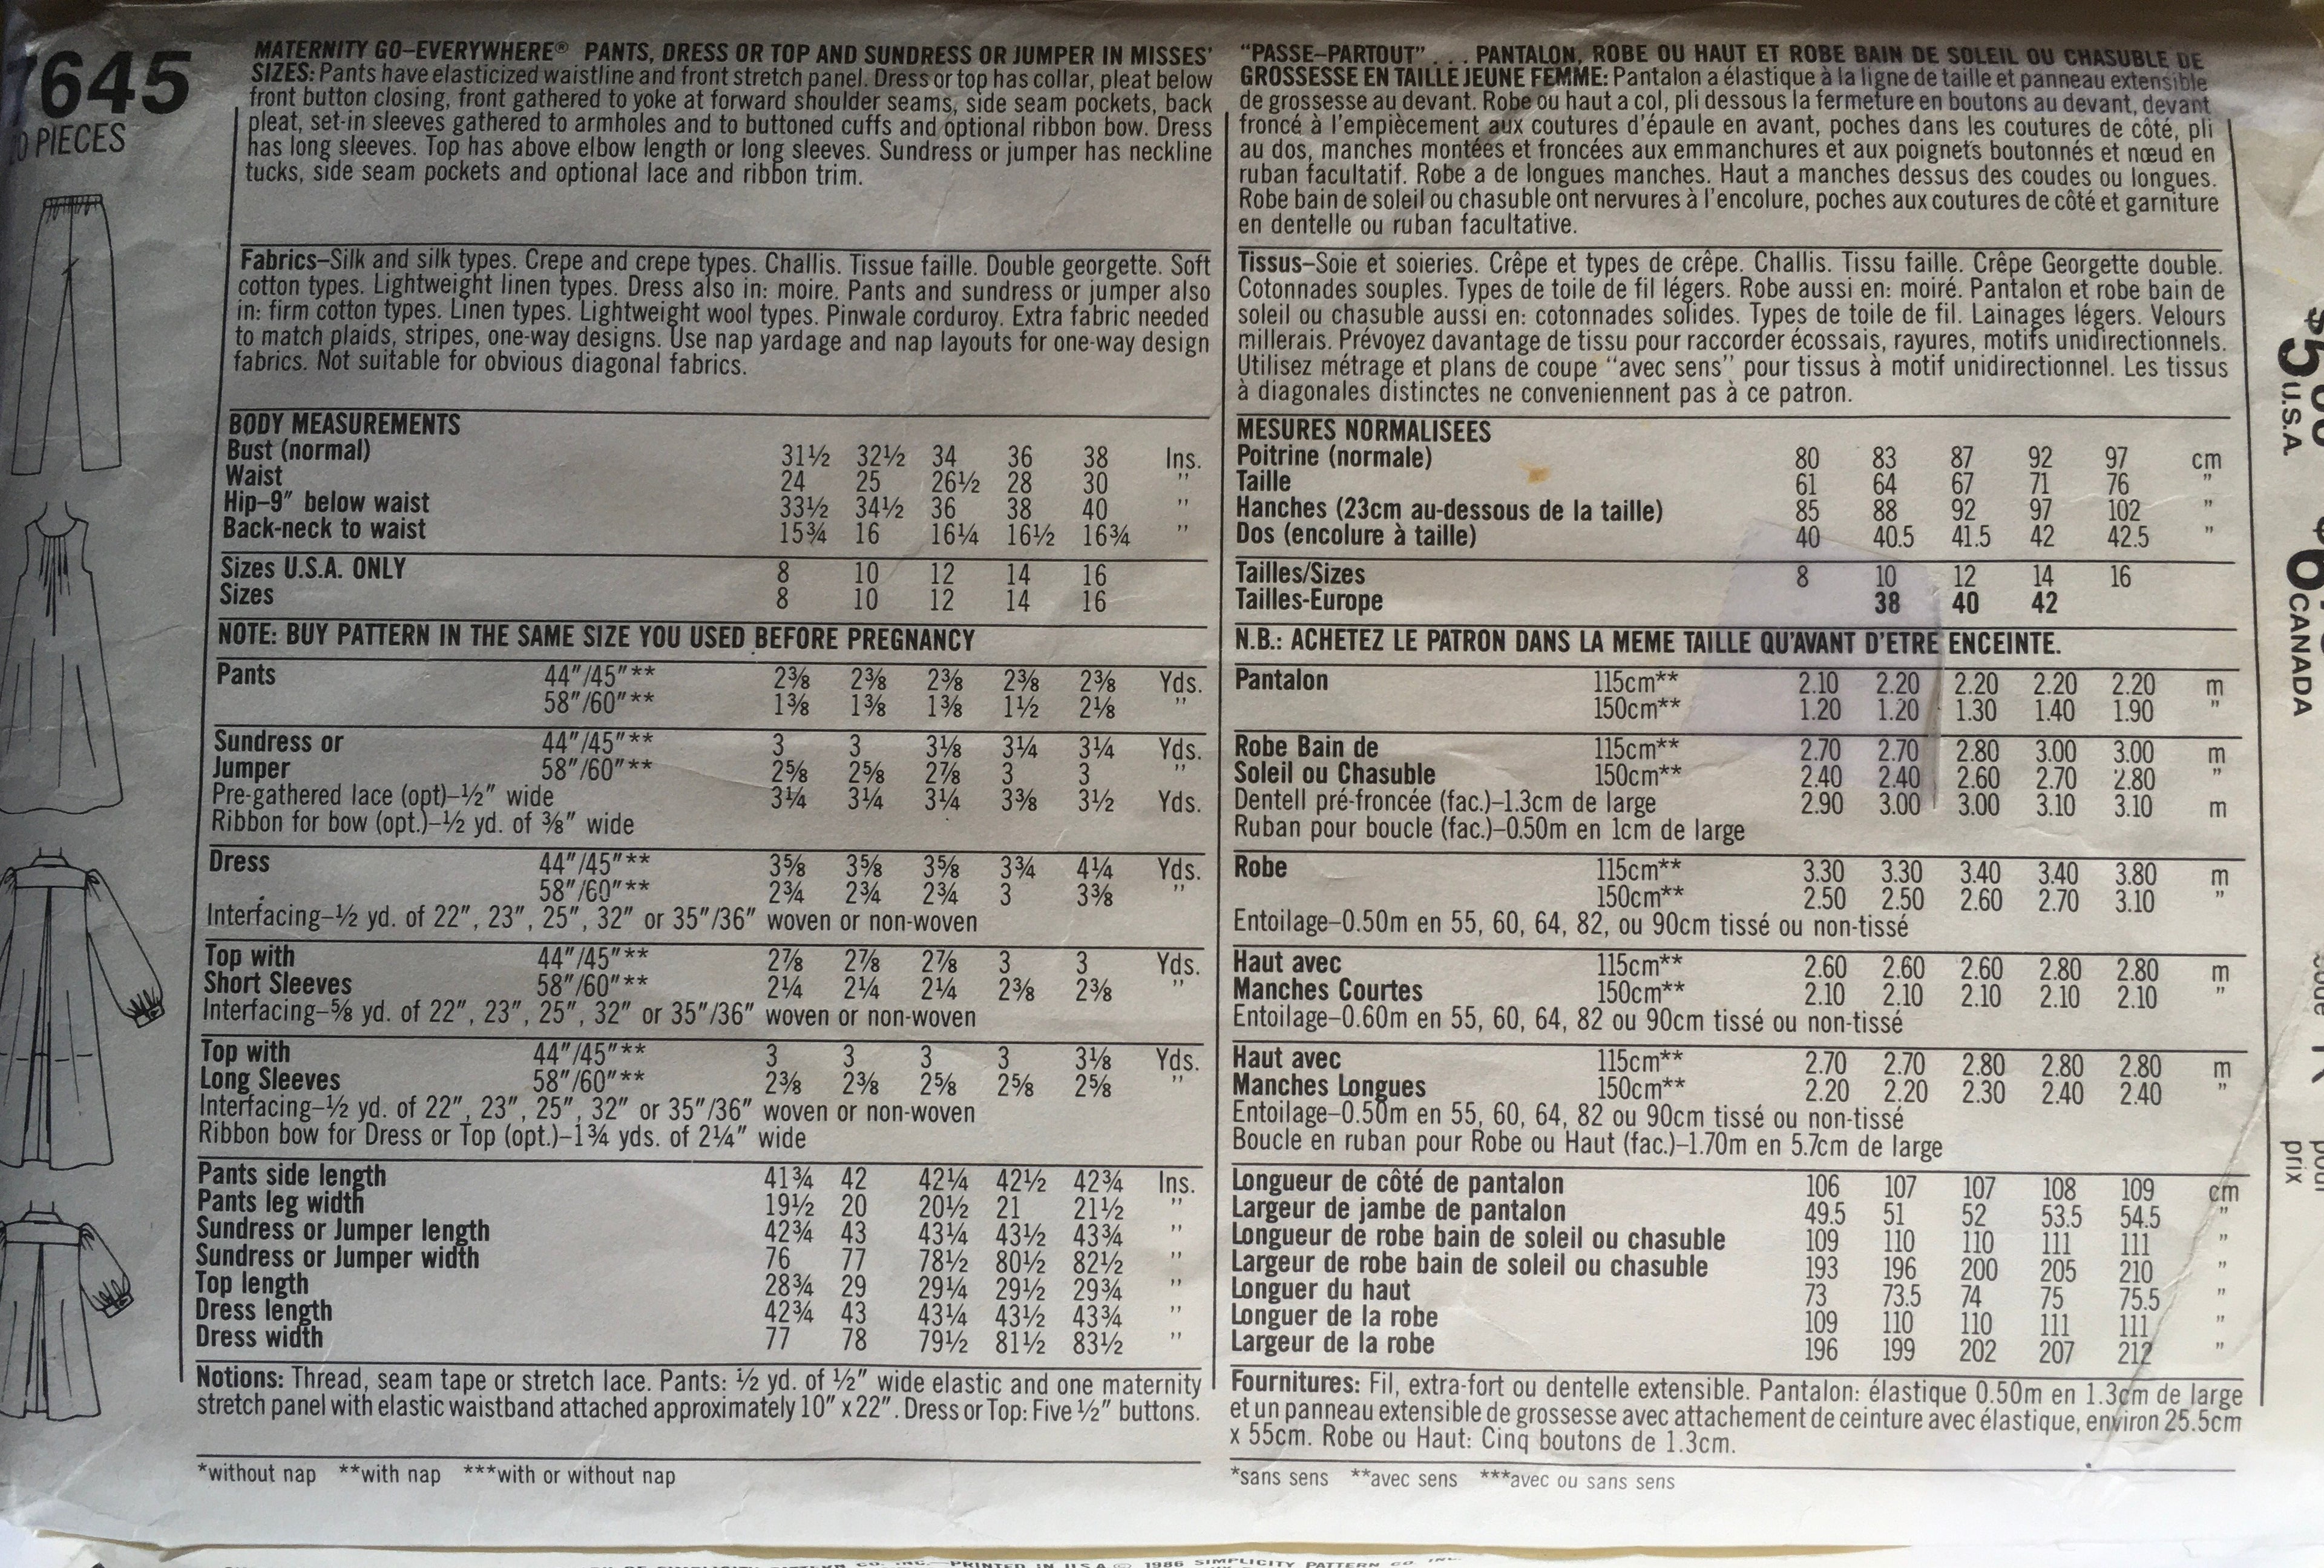 7645
PIECES
MATERNITY GO-EVERYWHERE® PANTS, DRESS OR TOP AND SUNDRESS OR JUMPER IN MISSES'
SIZES: Pants have elasticized waistline and front stretch panel. Dress or top has collar, pleat below
front button closing, front gathered to yoke at forward shoulder seams, side seam pockets, back
pleat, set-in sleeves gathered to armholes and to buttoned cuffs and optional ribbon bow. Dress
has long sleeves. Top has above elbow length or long sleeves. Sundress or jumper has neckline
tucks, side seam pockets and optional lace and ribbon trim.
Fabrics–Silk and silk types. Crepe and crepe types. Challis. Tissue faille. Double georgette. Soft
cotton types. Lightweight linen types. Dress also in: moire. Pants and sundress or jumper also
in: firm cotton types. Linen types. Lightweight wool types. Pinwale corduroy. Extra fabric needed
to match plaids, stripes, one-way designs. Use nap yardage and nap layouts for one-way design
fabrics. Not suitable for obvious diagonal fabrics.
BODY MEASUREMENTS
Bust (normal) 31½ 32½ 34 36 38 Ins.
Waist 24 25 26½ 28 30 "
Hip–9" below waist 33½ 34½ 36 38 40 "
Back-neck to waist 15¾ 16 16¼ 16½ 16¾ "
Sizes U.S.A. ONLY 8 10 12 14 16
Sizes 8 10 12 14 16
NOTE: BUY PATTERN IN THE SAME SIZE YOU USED BEFORE PREGNANCY
Pants 44"/45"** 2⅜ 2⅜ 2⅜ 2⅜ 2⅜ Yds.
58"/60"** 1⅜ 1⅜ 1⅜ 1½ 2⅛ "
Sundress or 44"/45"** 3 3 3⅛ 3¼ 3¼ Yds.
Jumper 58"/60"** 2⅝ 2⅝ 2⅞ 3 3 "
Pre-gathered lace (opt)–½" wide 3¼ 3¼ 3¼ 3⅜ 3½ Yds.
Ribbon for bow (opt.)–½ yd. of ⅜" wide
Dress 44"/45"** 3⅝ 3⅝ 3⅝ 3¾ 4¼ Yds.
58"/60"** 2¾ 2¾ 2¾ 3 3⅜ "
Interfacing–½ yd. of 22", 23", 25", 32" or 35"/36" woven or non-woven
Top with 44"/45"** 2⅞ 2⅞ 2⅞ 3 3 Yds.
Short Sleeves 58"/60"** 2¼ 2¼ 2¼ 2⅜ 2⅜ "
Interfacing–⅝ yd. of 22", 23", 25", 32" or 35"/36" woven or non-woven
Top with 44"/45"** 3 3 3 3 3⅛ Yds.
Long Sleeves 58"/60"** 2⅜ 2⅜ 2⅝ 2⅝ 2⅝ "
Interfacing–½ yd. of 22", 23", 25", 32" or 35"/36" woven or non-woven
Ribbon bow for Dress or Top (opt.)–1¾ yds. of 2¼" wide
Pants side length 41¾ 42 42¼ 42½ 42¾ Ins.
Pants leg width 19½ 20 20½ 21 21½ "
Sundress or Jumper length 42¾ 43 43¼ 43½ 43¾ "
Sundress or Jumper width 76 77 78½ 80½ 82½ "
Top length 28¾ 29 29¼ 29½ 29¾ "
Dress length 42¾ 43 43¼ 43½ 43¾ "
Dress width 77 78 79½ 81½ 83½ "
Notions: Thread, seam tape or stretch lace. Pants: ½ yd. of ½" wide elastic and one maternity
stretch panel with elastic waistband attached approximately 10" x 22". Dress or Top: Five ½" buttons.
*without nap **with nap ***with or without nap
"PASSE–PARTOUT" . . . PANTALON, ROBE OU HAUT ET ROBE BAIN DE SOLEIL OU CHASUBLE DE
GROSSESSE EN TAILLE JEUNE FEMME: Pantalon a élastique à la ligne de taille et panneau extensible
de grossesse au devant. Robe ou haut a col, pli dessous la fermeture en boutons au devant, devant
froncé à l'empiècement aux coutures d'épaule en avant, poches dans les coutures de côté, pli
au dos, manches montées et froncées aux emmanchures et aux poignets boutonnés et nœud en
ruban facultatif. Robe a de longues manches. Haut a manches dessus des coudes ou longues.
Robe bain de soleil ou chasuble ont nervures à l'encolure, poches aux coutures de côté et garniture
en dentelle ou ruban facultative.
Tissus–Soie et soieries. Crêpe et types de crêpe. Challis. Tissu faille. Crêpe Georgette double.
Cotonnades souples. Types de toile de fil légers. Robe aussi en: moiré. Pantalon et robe bain de
soleil ou chasuble aussi en: cotonnades solides. Types de toile de fil. Lainages légers. Velours
millerais. Prévoyez davantage de tissu pour raccorder écossais, rayures, motifs unidirectionnels.
Utilisez métrage et plans de coupe "avec sens" pour tissus à motif unidirectionnel. Les tissus
à diagonales distinctes ne conveniennent pas à ce patron.
MESURES NORMALISEES
Poitrine (normale) 80 83 87 92 97 cm
Taille 61 64 67 71 76 "
Hanches (23cm au-dessous de la taille) 85 88 92 97 102 "
Dos (encolure à taille) 40 40.5 41.5 42 42.5 "
Tailles/Sizes 8 10 12 14 16
Tailles-Europe 38 40 42
N.B.: ACHETEZ LE PATRON DANS LA MEME TAILLE QU'AVANT D'ETRE ENCEINTE.
Pantalon 115cm** 2.10 2.20 2.20 2.20 2.20 m
150cm** 1.20 1.20 1.30 1.40 1.90 "
Robe Bain de 115cm** 2.70 2.70 2.80 3.00 3.00 m
Soleil ou Chasuble 150cm** 2.40 2.40 2.60 2.70 2.80 "
Dentell pré-froncée (fac.)–1.3cm de large 2.90 3.00 3.00 3.10 3.10 m
Ruban pour boucle (fac.)–0.50m en 1cm de large
Robe 115cm** 3.30 3.30 3.40 3.40 3.80 m
150cm** 2.50 2.50 2.60 2.70 3.10 "
Entoilage–0.50m en 55, 60, 64, 82, ou 90cm tissé ou non-tissé
Haut avec 115cm** 2.60 2.60 2.60 2.80 2.80 m
Manches Courtes 150cm** 2.10 2.10 2.10 2.10 2.10 "
Entoilage–0.60m en 55, 60, 64, 82 ou 90cm tissé ou non-tissé
Haut avec 115cm** 2.70 2.70 2.80 2.80 2.80 m
Manches Longues 150cm** 2.20 2.20 2.30 2.40 2.40 "
Entoilage–0.50m en 55, 60, 64, 82 ou 90cm tissé ou non-tissé
Boucle en ruban pour Robe ou Haut (fac.)–1.70m en 5.7cm de large
Longueur de côté de pantalon 106 107 107 108 109 cm
Largeur de jambe de pantalon 49.5 51 52 53.5 54.5 "
Longueur de robe bain de soleil ou chasuble 109 110 110 111 111 "
Largeur de robe bain de soleil ou chasuble 193 196 200 205 210 "
Longuer du haut 73 73.5 74 75 75.5 "
Longuer de la robe 109 110 110 111 111 "
Largeur de la robe 196 199 202 207 212 "
Fournitures: Fil, extra-fort ou dentelle extensible. Pantalon: élastique 0.50m en 1.3cm de large
et un panneau extensible de grossesse avec attachement de ceinture avec élastique, environ 25.5cm
x 55cm. Robe ou Haut: Cinq boutons de 1.3cm.
*sans sens **avec sens ***avec ou sans sens
U.S.A.
CANADA
prix
PRINTED IN U.S.A © 1986 SIMPLICITY PATTERN CO. INC.